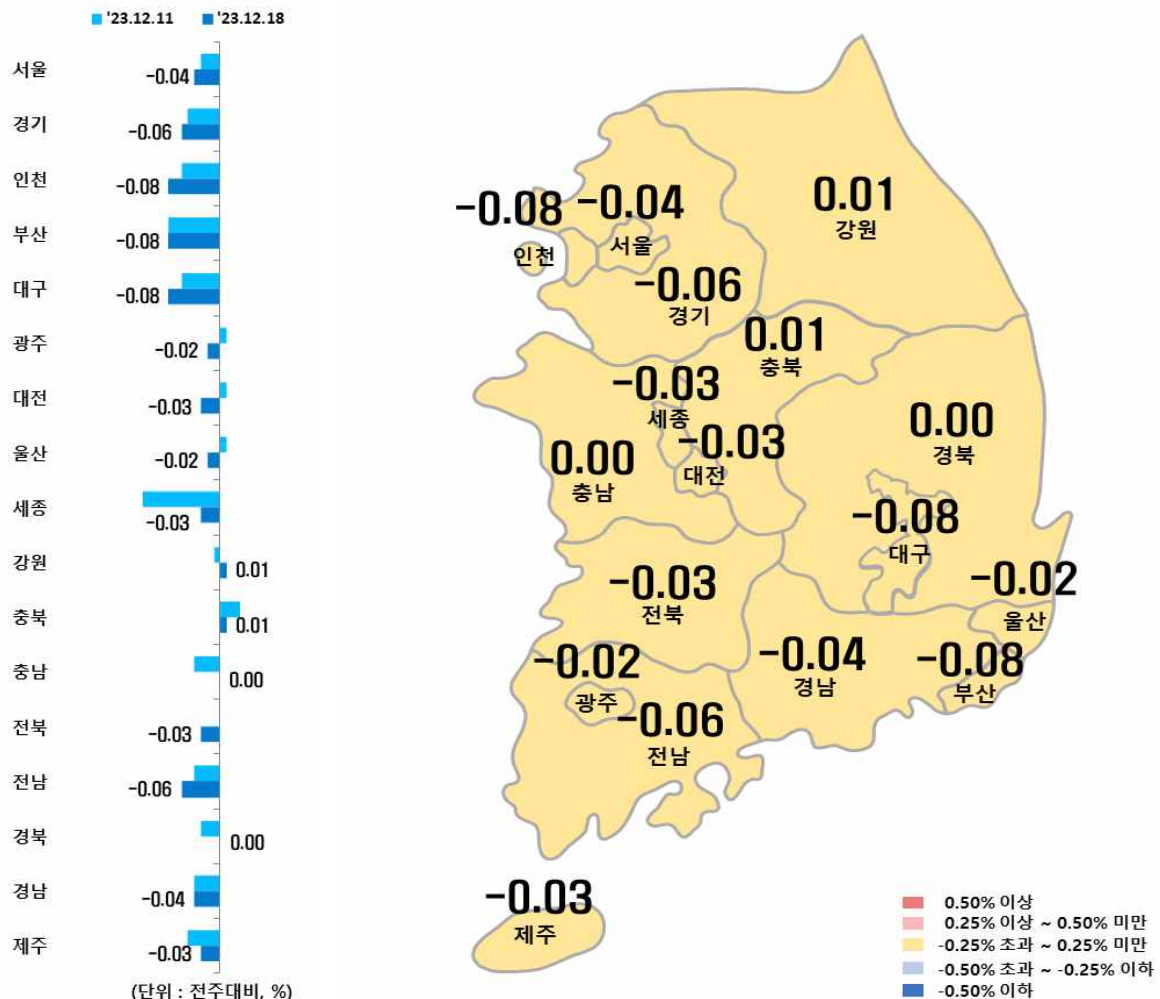 '23.12.11 '23.12.18
서울 -0.04
경기 -0.06
인천 -0.08
부산 -0.08
대구 -0.08
광주 -0.02
대전 -0.03
울산 -0.02
세종 -0.03
강원 0.01
충북 0.01
충남 0.00
전북 -0.03
전남 -0.06
경북 0.00
경남 -0.04
제주 -0.03
(단위 : 전주대비, %)
-0.08
인천
-0.04
서울
0.01
강원
-0.06
경기
0.01
충북
-0.03
세종
-0.03
대전
0.00
충남
0.00
경북
-0.08
대구
-0.02
울산
-0.03
전북
-0.02
광주
-0.04
경남
-0.08
부산
-0.06
전남
-0.03
제주
0.50% 이상
0.25% 이상 ~ 0.50% 미만
-0.25% 초과 ~ 0.25% 미만
-0.50% 초과 ~ -0.25% 이하
-0.50% 이하